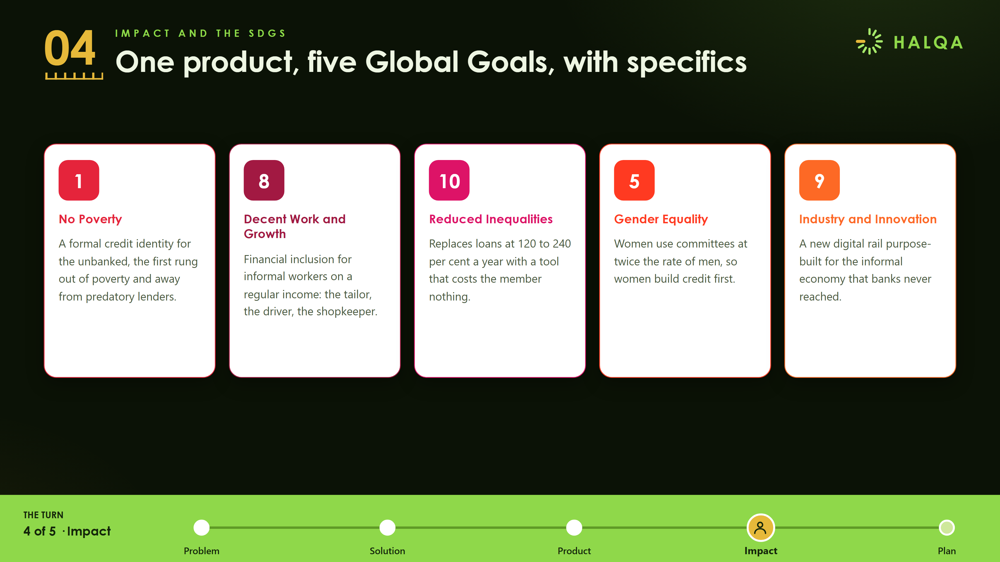 04
IMPACT AND THE SDGS
One product, five Global Goals, with specifics
HALQA
1
No Poverty
A formal credit identity for
the unbanked, the first rung
out of poverty and away
from predatory lenders.
8
Decent Work and
Growth
Financial inclusion for
informal workers on a
regular income: the tailor,
the driver, the shopkeeper.
10
Reduced Inequalities
Replaces loans at 120 to 240
per cent a year with a tool
that costs the member
nothing.
5
Gender Equality
Women use committees at
twice the rate of men, so
women build credit first.
9
Industry and Innovation
A new digital rail purpose-
built for the informal
economy that banks never
reached.
THE TURN
4 of 5 · Impact
Problem
Solution
Product
Impact
Plan